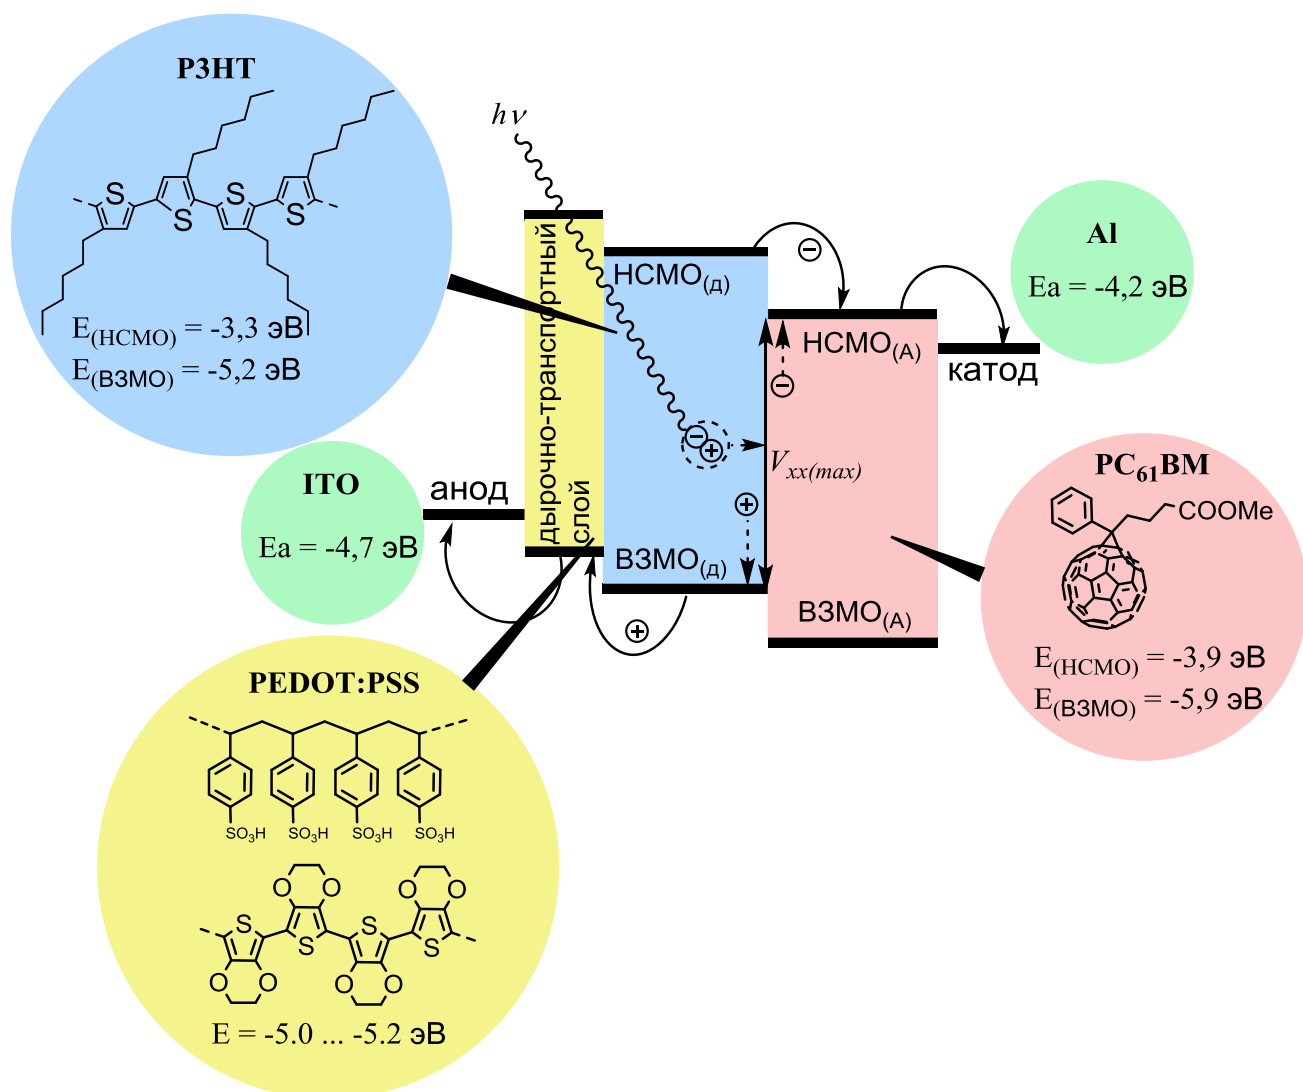 P3HT
S
S
S
S
E(НСМО) = -3,3 эВ
E(ВЗМО) = -5,2 эВ
hν
дырочно-транспортный
слой
НСМО(д)
ВЗМО(д)
НСМО(А)
ВЗМО(А)
Vxx(max)
Al
Ea = -4,2 эВ
катод
ITO
Ea = -4,7 эВ
анод
PC61BM
COOMe
E(НСМО) = -3,9 эВ
E(ВЗМО) = -5,9 эВ
PEDOT:PSS
SO3H SO3H SO3H SO3H
O O O O
S S S S
O O O O
E = -5.0 ... -5.2 эВ